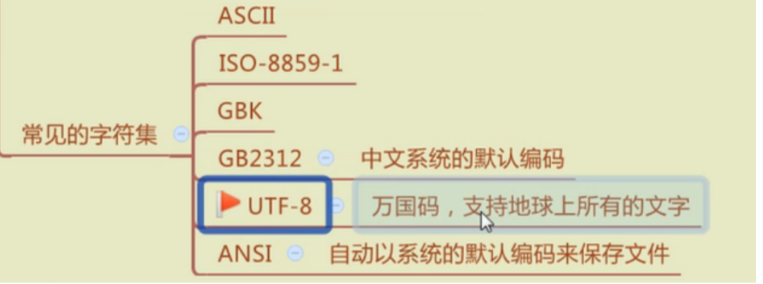 ASCII
ISO-8859-1
GBK
常见的字符集
GB2312 中文系统的默认编码
UTF-8 万国码，支持地球上所有的文字
ANSI 自动以系统的默认编码来保存文件